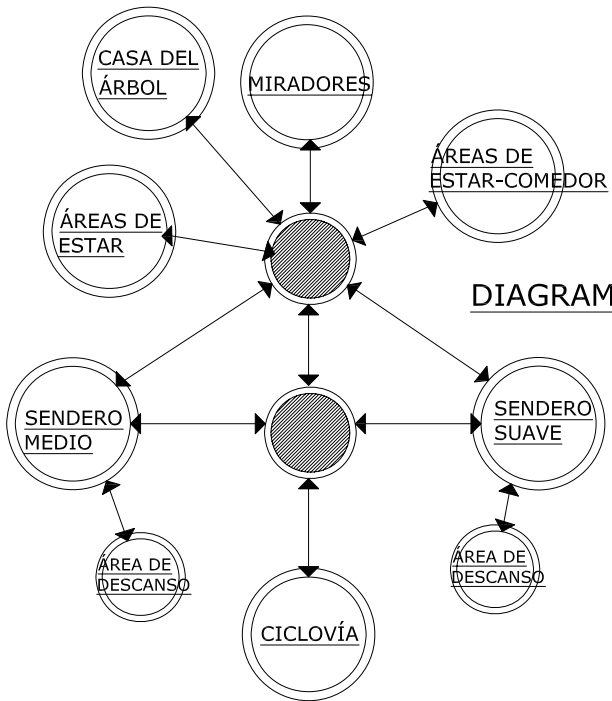 CASA DEL
ÁRBOL
MIRADORES
ÁREAS DE
ESTAR-COMEDOR
ÁREAS DE
ESTAR
DIAGRAM
SENDERO
MEDIO
SENDERO
SUAVE
ÁREA DE
DESCANSO
ÁREA DE
DESCANSO
CICLOVÍA